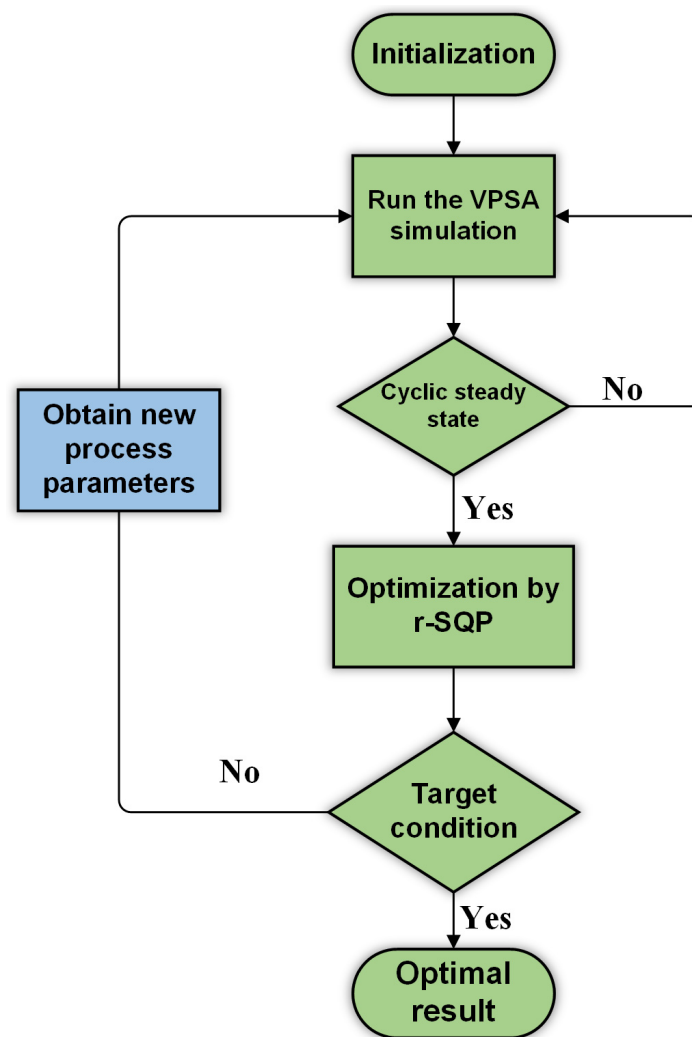 Initialization
Run the VPSA
simulation
Cyclic steady
state
No
Obtain new
process
parameters
Yes
Optimization by
r-SQP
No
Target
condition
Yes
Optimal
result